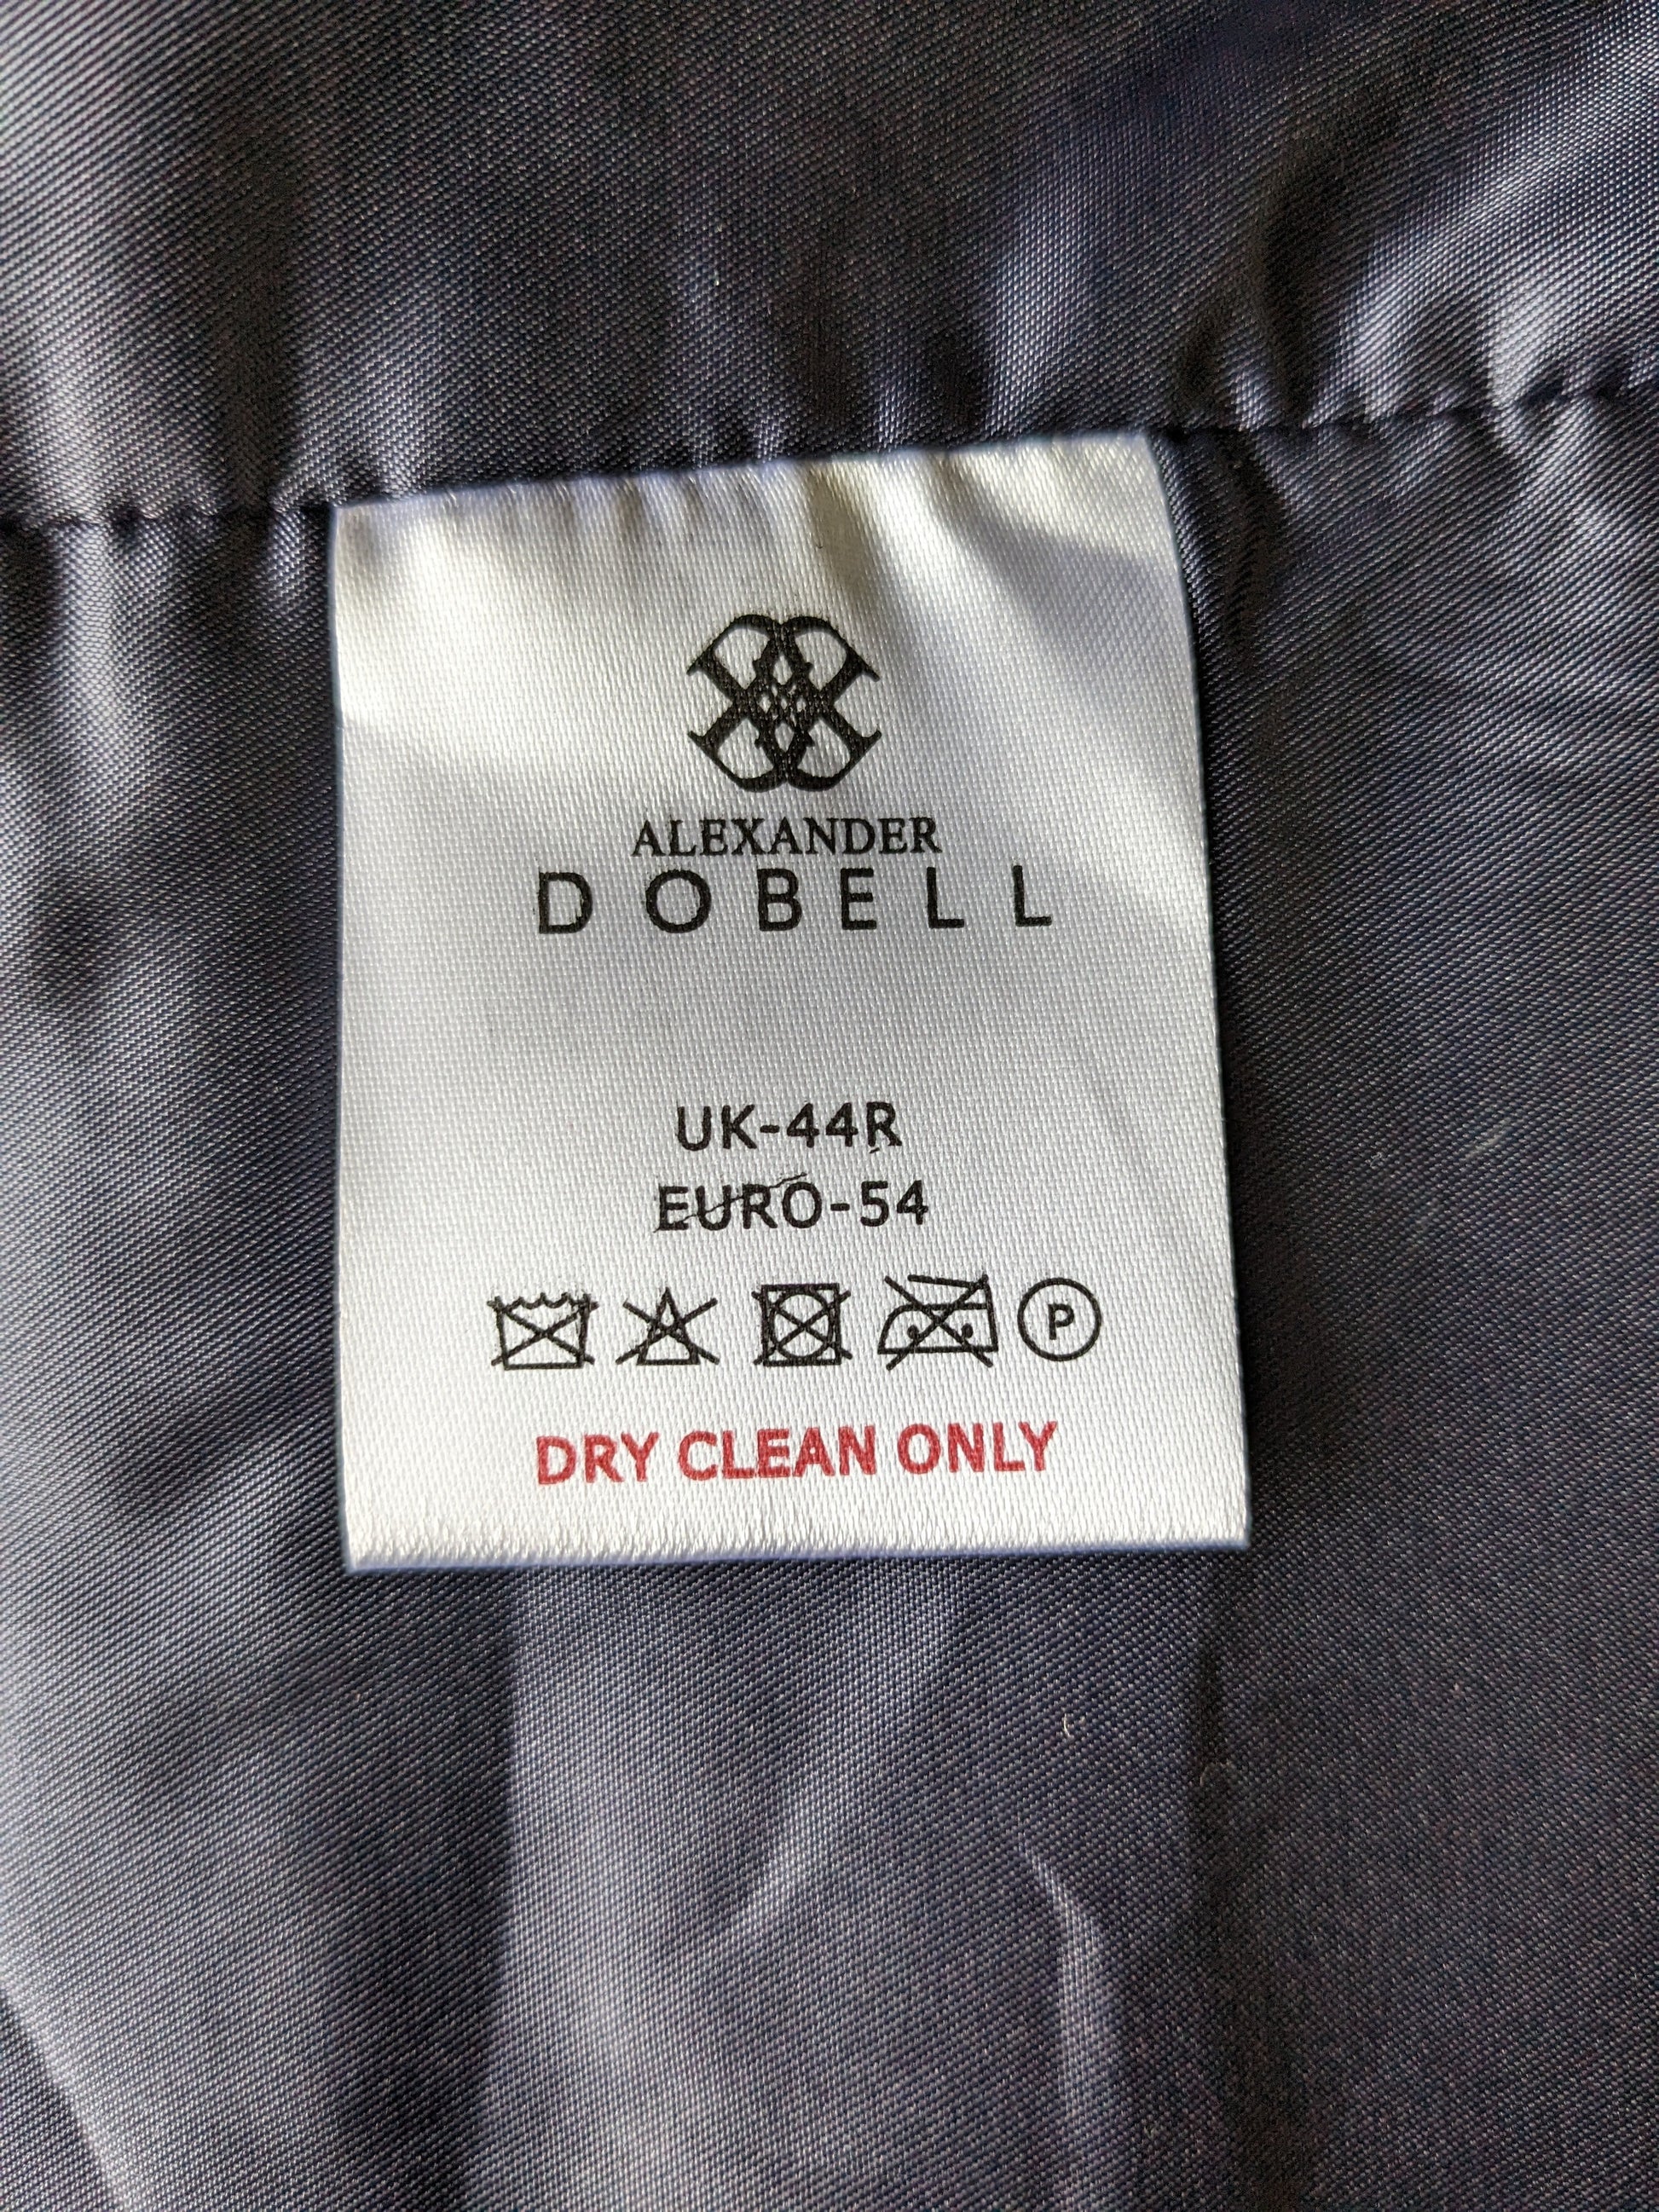 ALEXANDER
DOBELL
UK-44R
EURO-54
P
DRY CLEAN ONLY